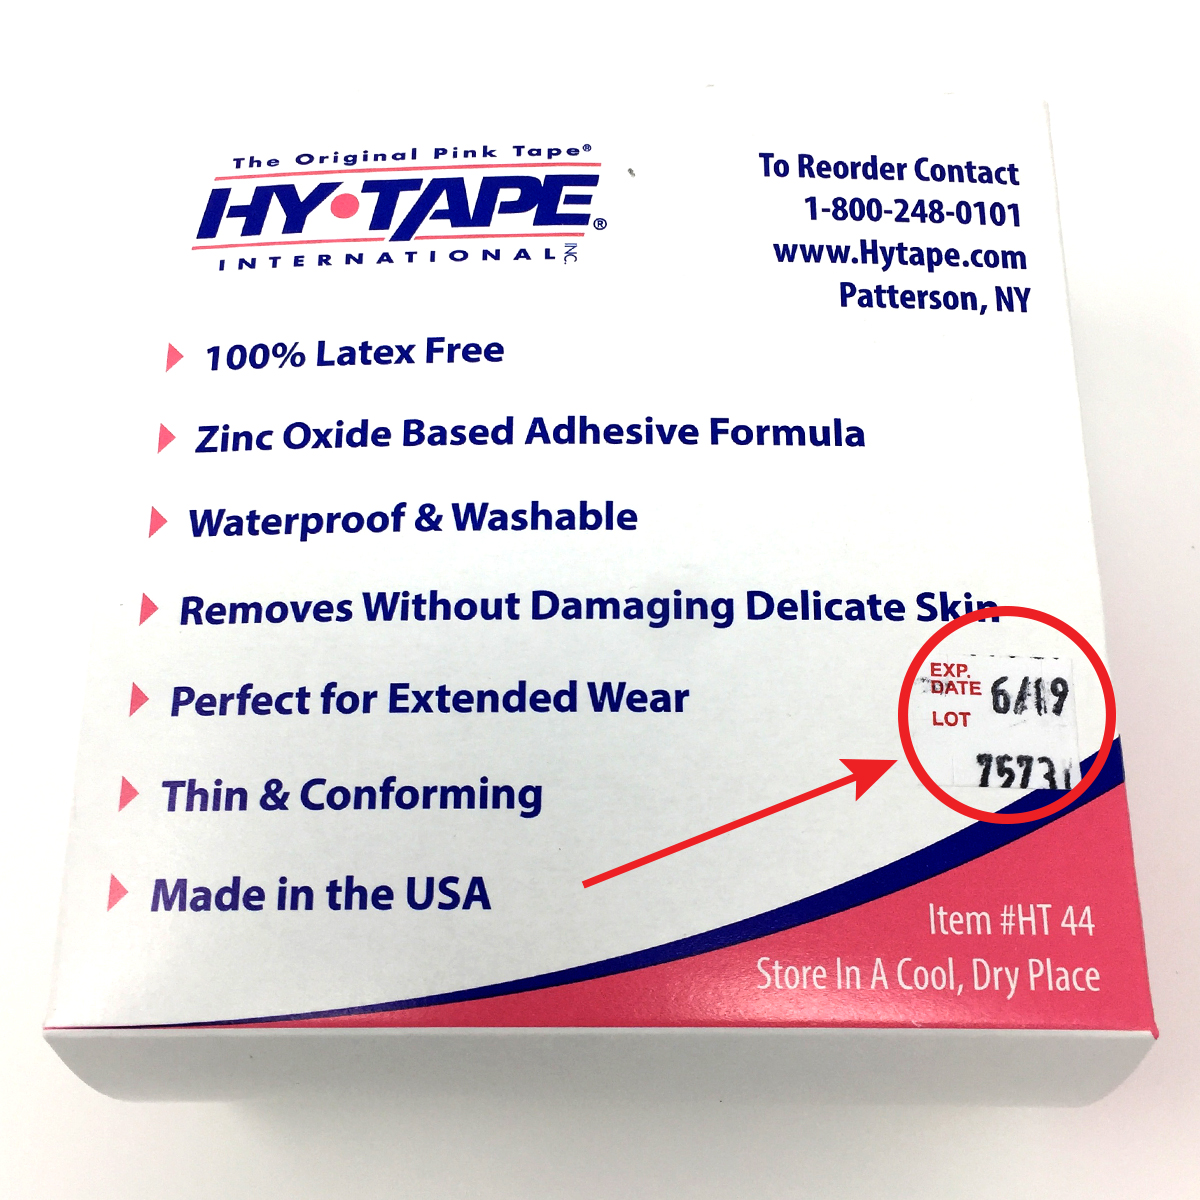 The Original Pink Tape®
HY•TAPE®
INTERNATIONAL INC.
To Reorder Contact
1-800-248-0101
www.Hytape.com
Patterson, NY
100% Latex Free
Zinc Oxide Based Adhesive Formula
Waterproof & Washable
Removes Without Damaging Delicate Skin
Perfect for Extended Wear
Thin & Conforming
Made in the USA
EXP. DATE 6/19
LOT
Item #HT 44
Store In A Cool, Dry Place